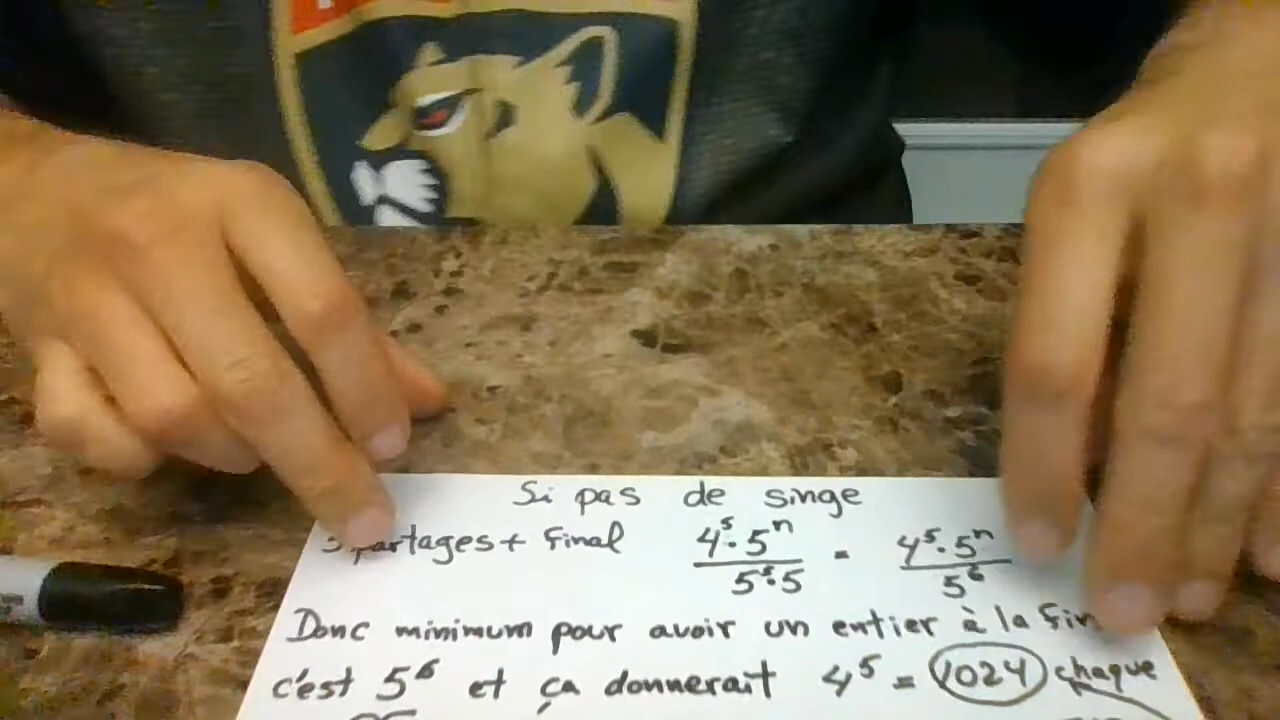 Si pas de singe
5 partages + Final 4⁵·5ⁿ / 5⁵·5 = 4⁵·5ⁿ / 5⁶
Donc minimum pour avoir un entier à la fin
c'est 5⁶ et ça donnerait 4⁵ = 1024 chaque